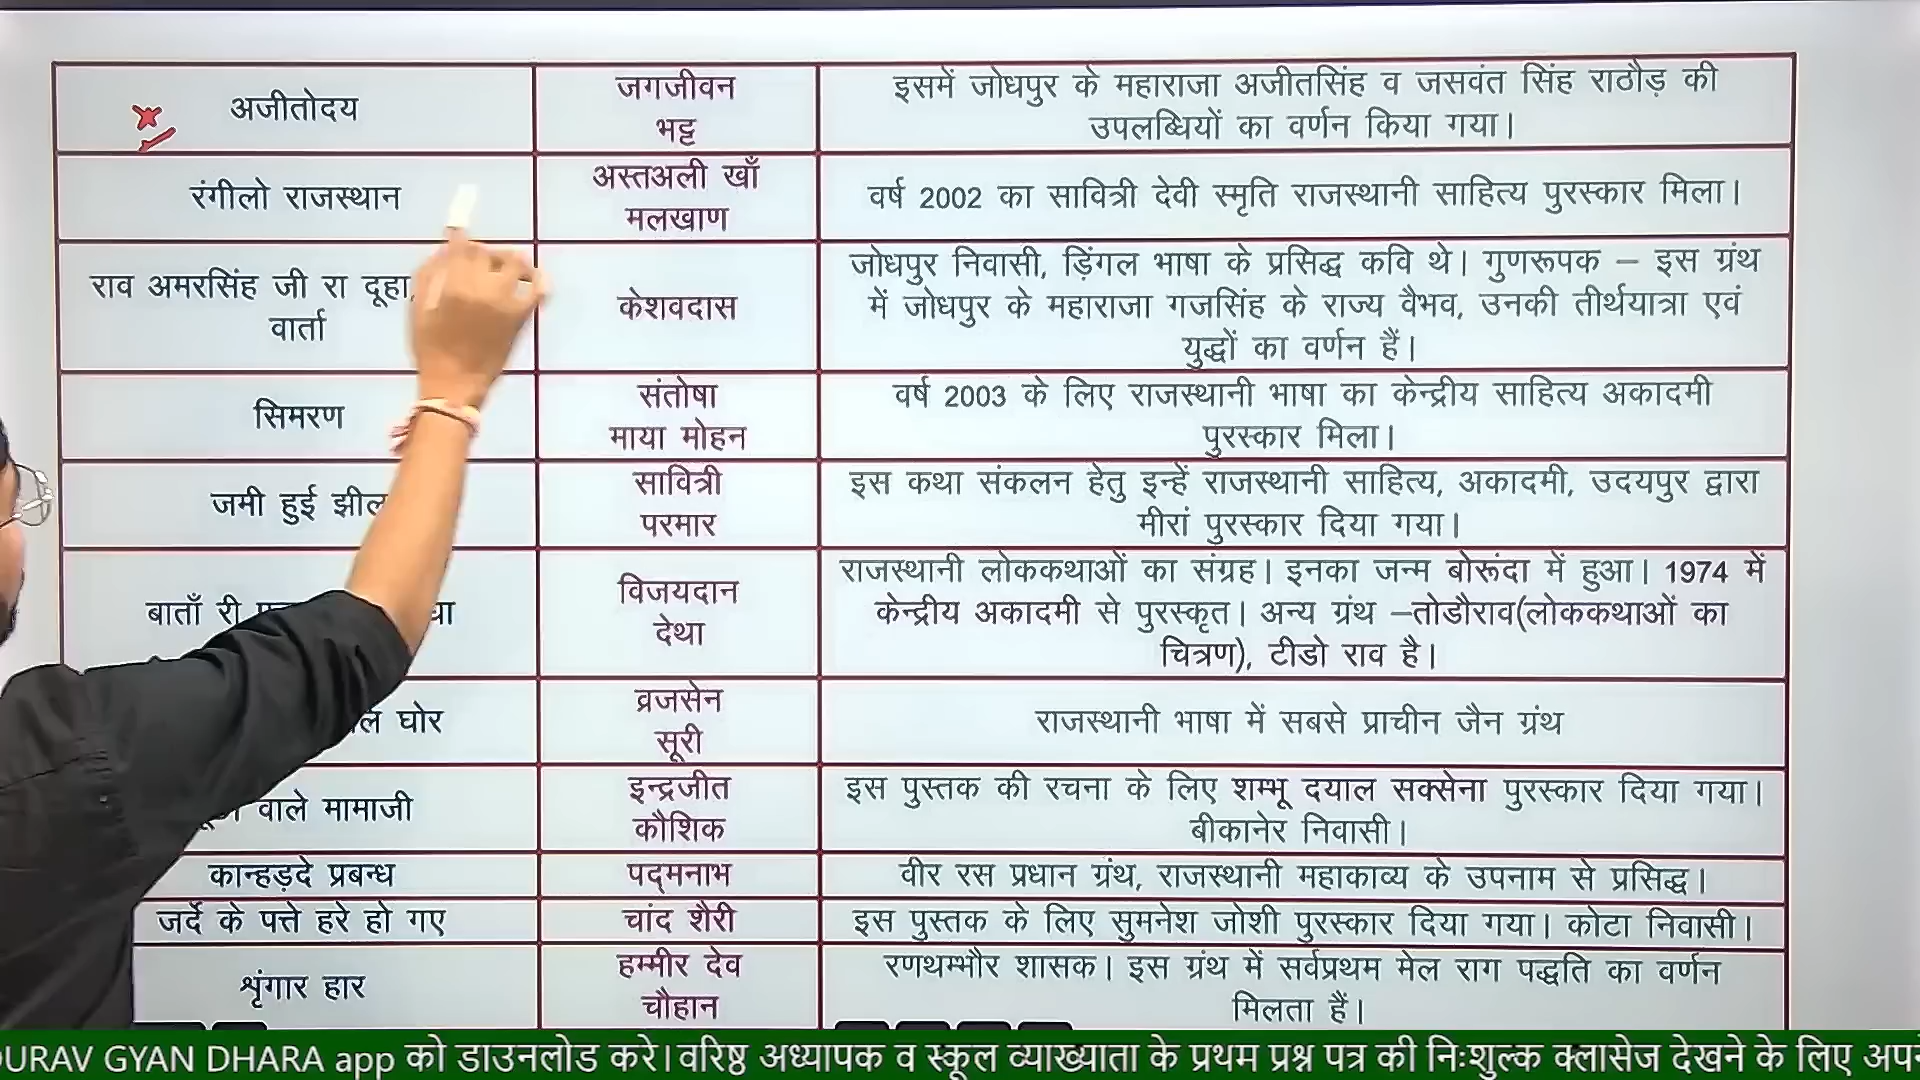 अजीतोदय
जगजीवन
भट्ट
इसमें जोधपुर के महाराजा अजीतसिंह व जसवंत सिंह राठौड़ की
उपलब्धियों का वर्णन किया गया।
रंगीलो राजस्थान
अस्तअली खाँ
मलखाण
वर्ष 2002 का सावित्री देवी स्मृति राजस्थानी साहित्य पुरस्कार मिला।
राव अमरसिंह जी रा दूहा,
वार्ता
केशवदास
जोधपुर निवासी, ड़िंगल भाषा के प्रसिद्ध कवि थे। गुणरूपक – इस ग्रंथ
में जोधपुर के महाराजा गजसिंह के राज्य वैभव, उनकी तीर्थयात्रा एवं
युद्धों का वर्णन हैं।
सिमरण
संतोषा
माया मोहन
वर्ष 2003 के लिए राजस्थानी भाषा का केन्द्रीय साहित्य अकादमी
पुरस्कार मिला।
जमी हुई झील
सावित्री
परमार
इस कथा संकलन हेतु इन्हें राजस्थानी साहित्य, अकादमी, उदयपुर द्वारा
मीरां पुरस्कार दिया गया।
बाताँ री
विजयदान
देथा
राजस्थानी लोककथाओं का संग्रह। इनका जन्म बोरूंदा में हुआ। 1974 में
केन्द्रीय अकादमी से पुरस्कृत। अन्य ग्रंथ –तोडौराव(लोककथाओं का
चित्रण), टीडो राव है।
घोर
व्रजसेन
सूरी
राजस्थानी भाषा में सबसे प्राचीन जैन ग्रंथ
वाले मामाजी
इन्द्रजीत
कौशिक
इस पुस्तक की रचना के लिए शम्भू दयाल सक्सेना पुरस्कार दिया गया।
बीकानेर निवासी।
कान्हड़दे प्रबन्ध
पद्मनाभ
वीर रस प्रधान ग्रंथ, राजस्थानी महाकाव्य के उपनाम से प्रसिद्ध।
जर्दे के पत्ते हरे हो गए
चांद शैरी
इस पुस्तक के लिए सुमनेश जोशी पुरस्कार दिया गया। कोटा निवासी।
श्रृंगार हार
हम्मीर देव
चौहान
रणथम्भौर शासक। इस ग्रंथ में सर्वप्रथम मेल राग पद्धति का वर्णन
मिलता हैं।
GYAN DHARA app को डाउनलोड करे। वरिष्ठ अध्यापक व स्कूल व्याख्याता के प्रथम प्रश्न पत्र की निःशुल्क क्लासेज देखने के लिए